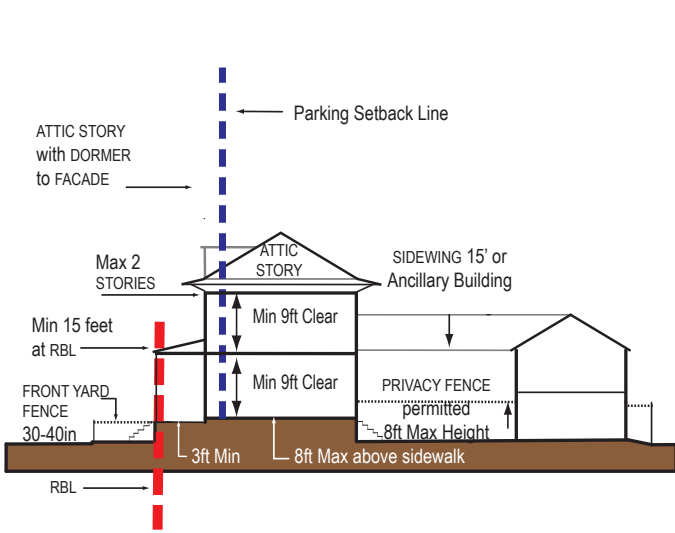 Parking Setback Line
ATTIC STORY
with DORMER
to FACADE
ATTIC
STORY
SIDEWING 15' or
Ancillary Building
Max 2
STORIES
Min 9ft Clear
Min 15 feet
at RBL
Min 9ft Clear
FRONT YARD
FENCE
30-40in
PRIVACY FENCE
permitted
8ft Max Height
3ft Min
8ft Max above sidewalk
RBL